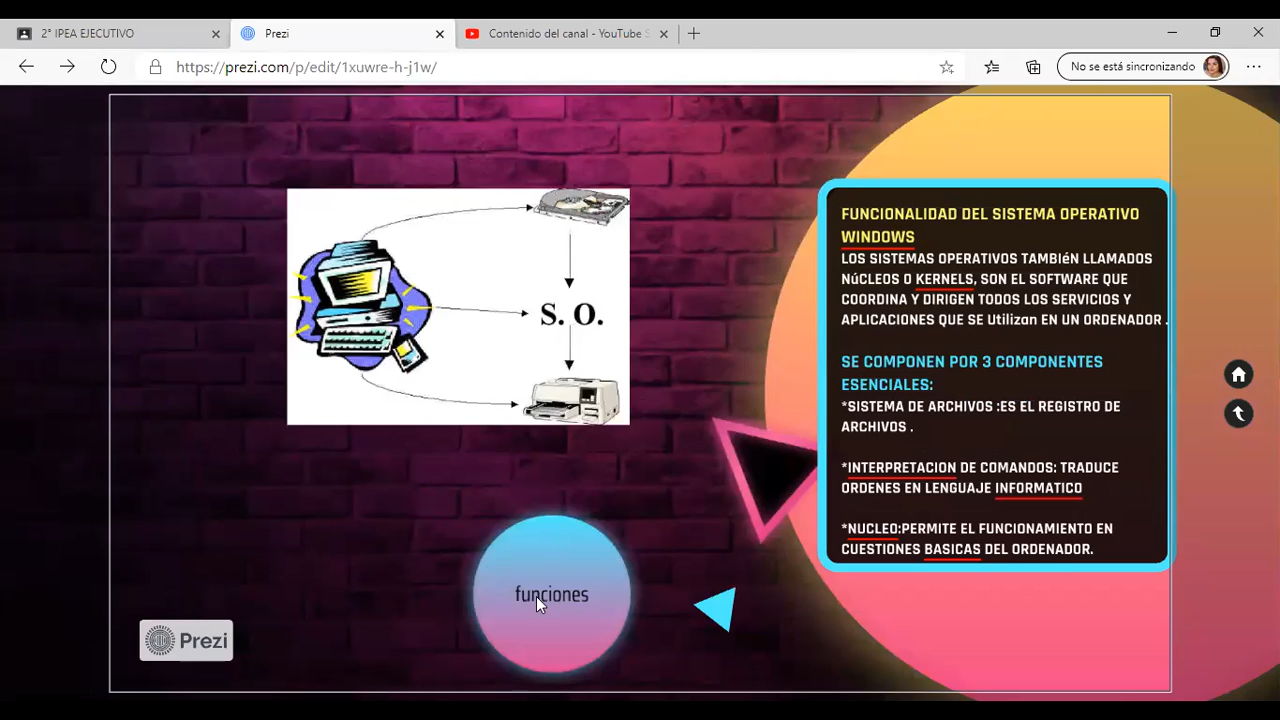 2° IPEA EJECUTIVO
Prezi
Contenido del canal - YouTube S
https://prezi.com/p/edit/1xuwre-h-j1w/
No se está sincronizando
S. O.
FUNCIONALIDAD DEL SISTEMA OPERATIVO
WINDOWS
LOS SISTEMAS OPERATIVOS TAMBIéN LLAMADOS
NúCLEOS O KERNELS, SON EL SOFTWARE QUE
COORDINA Y DIRIGEN TODOS LOS SERVICIOS Y
APLICACIONES QUE SE Utilizan EN UN ORDENADOR .
SE COMPONEN POR 3 COMPONENTES
ESENCIALES:
*SISTEMA DE ARCHIVOS :ES EL REGISTRO DE
ARCHIVOS .
*INTERPRETACION DE COMANDOS: TRADUCE
ORDENES EN LENGUAJE INFORMATICO
*NUCLEO:PERMITE EL FUNCIONAMIENTO EN
CUESTIONES BASICAS DEL ORDENADOR.
funciones
Prezi